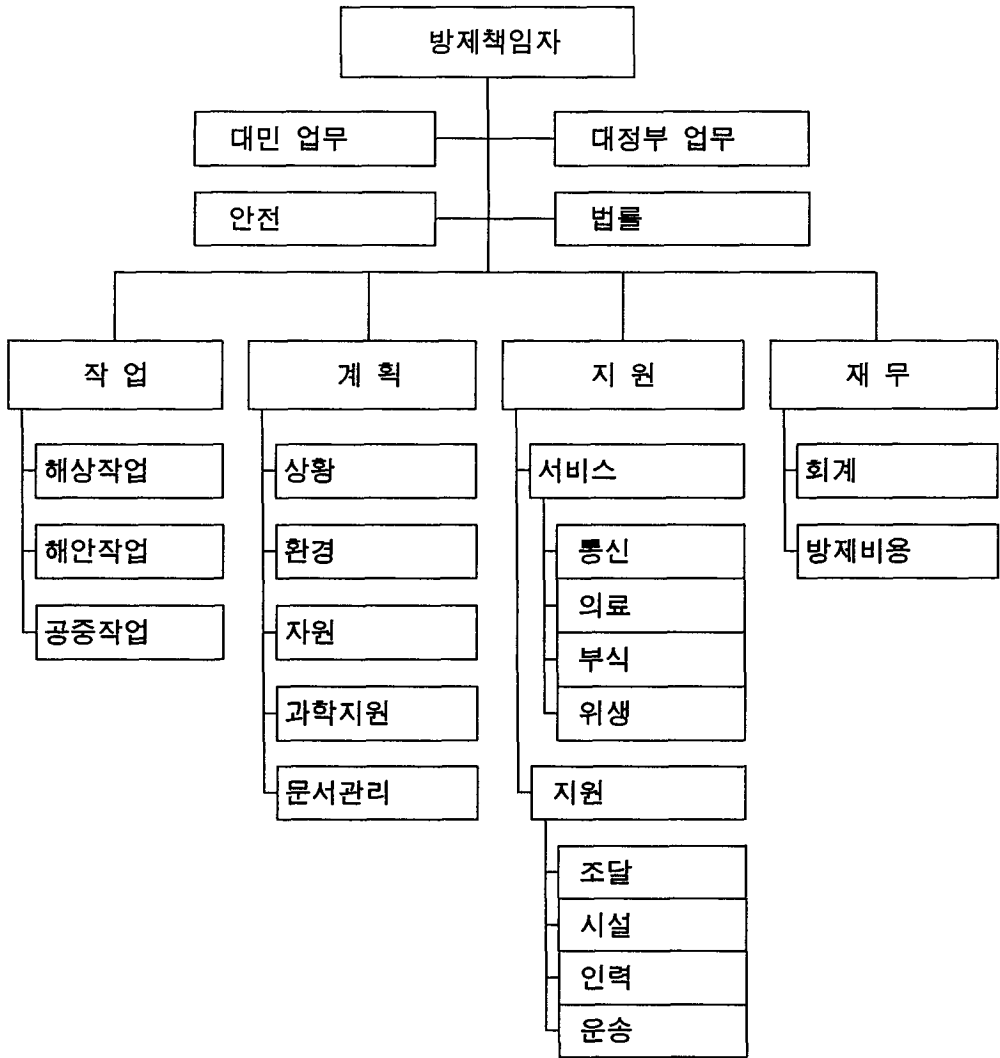 방제책임자
대민 업무
대정부 업무
안전
법률
작 업
계 획
지 원
재 무
해상작업
해안작업
공중작업
상황
환경
자원
과학지원
문서관리
서비스
통신
의료
부식
위생
지원
조달
시설
인력
운송
회계
방제비용